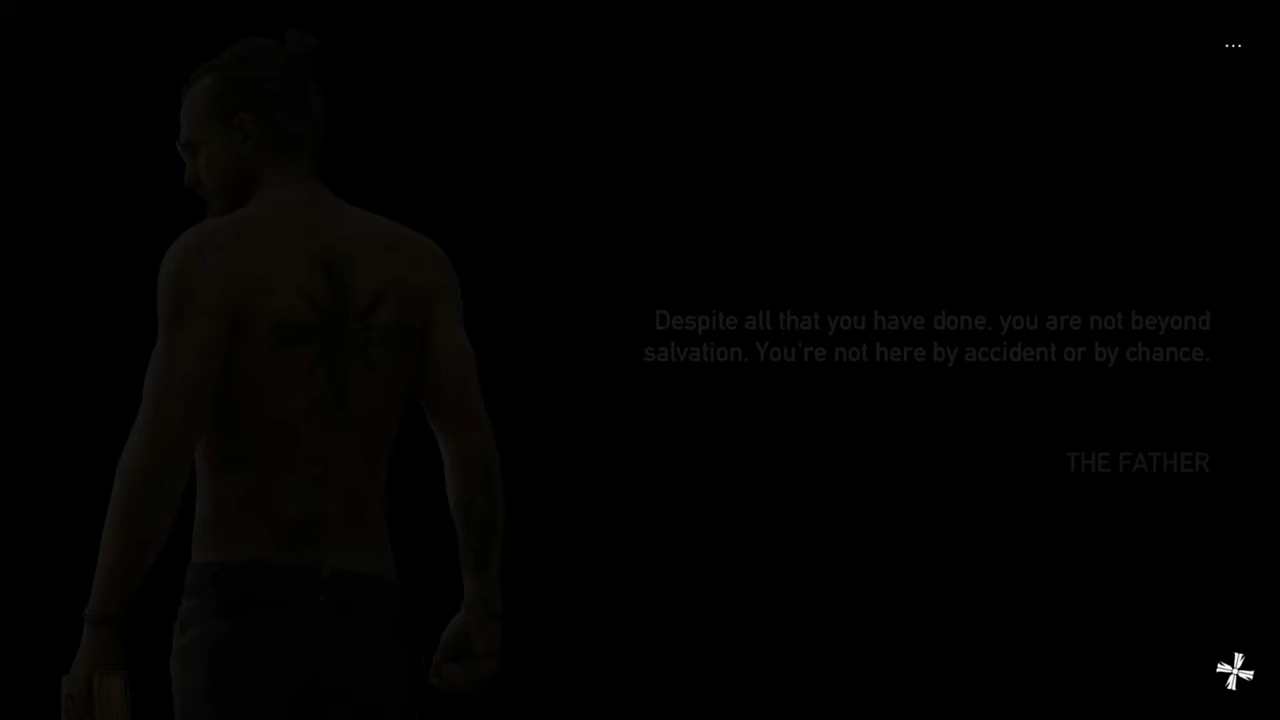 ...
Despite all that you have done, you are not beyond
salvation. You're not here by accident or by chance.
THE FATHER